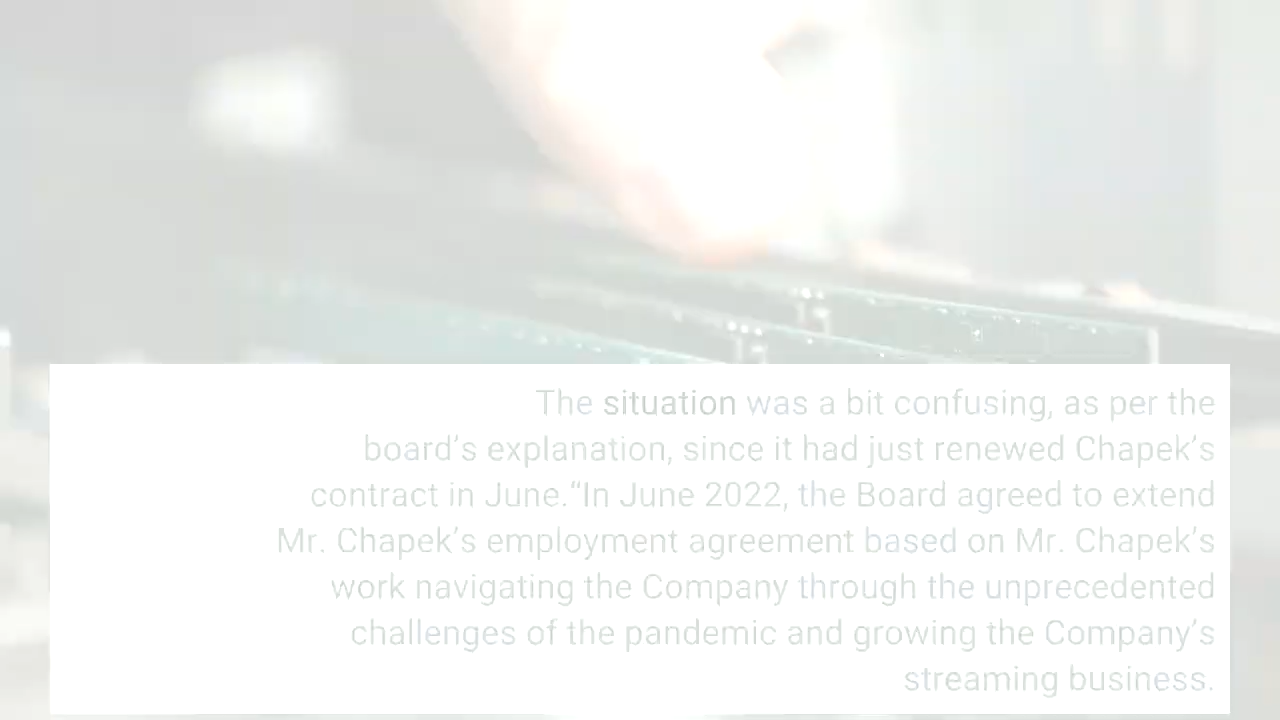 The situation was a bit confusing, as per the
board’s explanation, since it had just renewed Chapek’s
contract in June.“In June 2022, the Board agreed to extend
Mr. Chapek’s employment agreement based on Mr. Chapek’s
work navigating the Company through the unprecedented
challenges of the pandemic and growing the Company’s
streaming business.